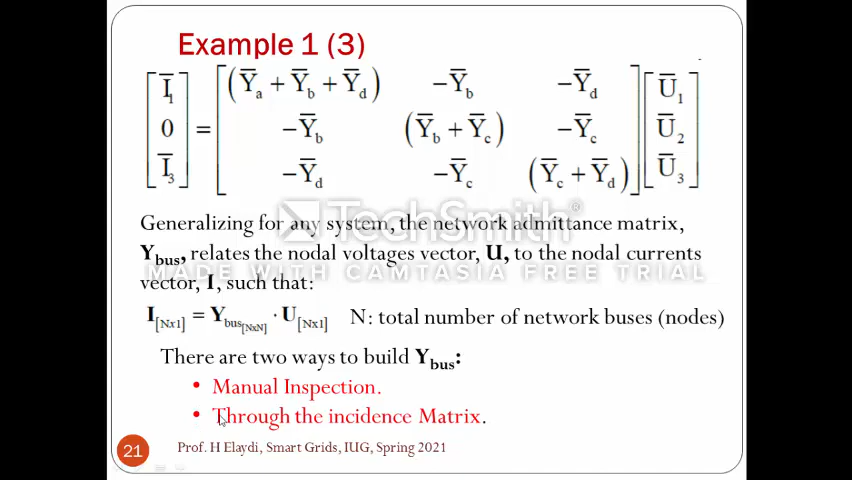 Example 1 (3)
[I̅₁ 0 I̅₃] = [(Y̅a + Y̅b + Y̅d) −Y̅b −Y̅d; −Y̅b (Y̅b + Y̅c) −Y̅c; −Y̅d −Y̅c (Y̅c + Y̅d)] [U̅₁ U̅₂ U̅₃]
TechSmith®
Generalizing for any system, the network admittance matrix,
Ybus, relates the nodal voltages vector, U, to the nodal currents
MADE WITH CAMTASIA FREE TRIAL
vector, I, such that:
I[Nx1] = Ybus[NxN] · U[Nx1] N: total number of network buses (nodes)
There are two ways to build Ybus:
• Manual Inspection.
• Through the incidence Matrix.
21 Prof. H Elaydi, Smart Grids, IUG, Spring 2021